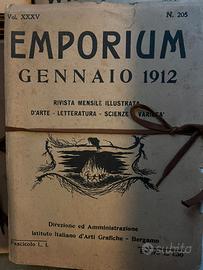 Vol. XXXV N. 205
EMPORIUM
GENNAIO 1912
RIVISTA MENSILE ILLUSTRATA
D'ARTE - LETTERATURA - SCIENZE VARIETA'
Direzione ed Amministrazione
Istituto Italiano d'Arti Grafiche - Bergamo
Fascicolo L. 1.
subito